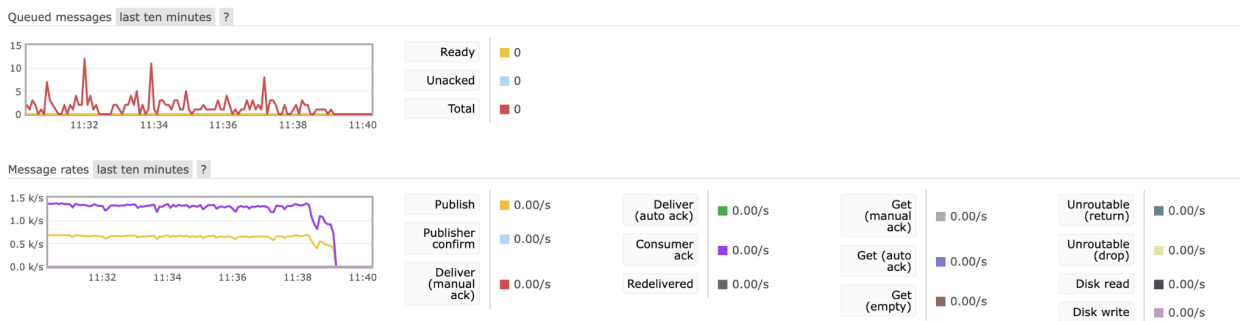 Queued messages last ten minutes ?
15
10
5
0
11:32 11:34 11:36 11:38 11:40
Ready 0
Unacked 0
Total 0
Message rates last ten minutes ?
1.5 k/s
1.0 k/s
0.5 k/s
0.0 k/s
11:32 11:34 11:36 11:38 11:40
Publish 0.00/s
Publisher
confirm 0.00/s
Deliver
(manual
ack) 0.00/s
Deliver
(auto ack) 0.00/s
Consumer
ack 0.00/s
Redelivered 0.00/s
Get
(manual
ack) 0.00/s
Get (auto
ack) 0.00/s
Get
(empty) 0.00/s
Unroutable
(return) 0.00/s
Unroutable
(drop) 0.00/s
Disk read 0.00/s
Disk write 0.00/s